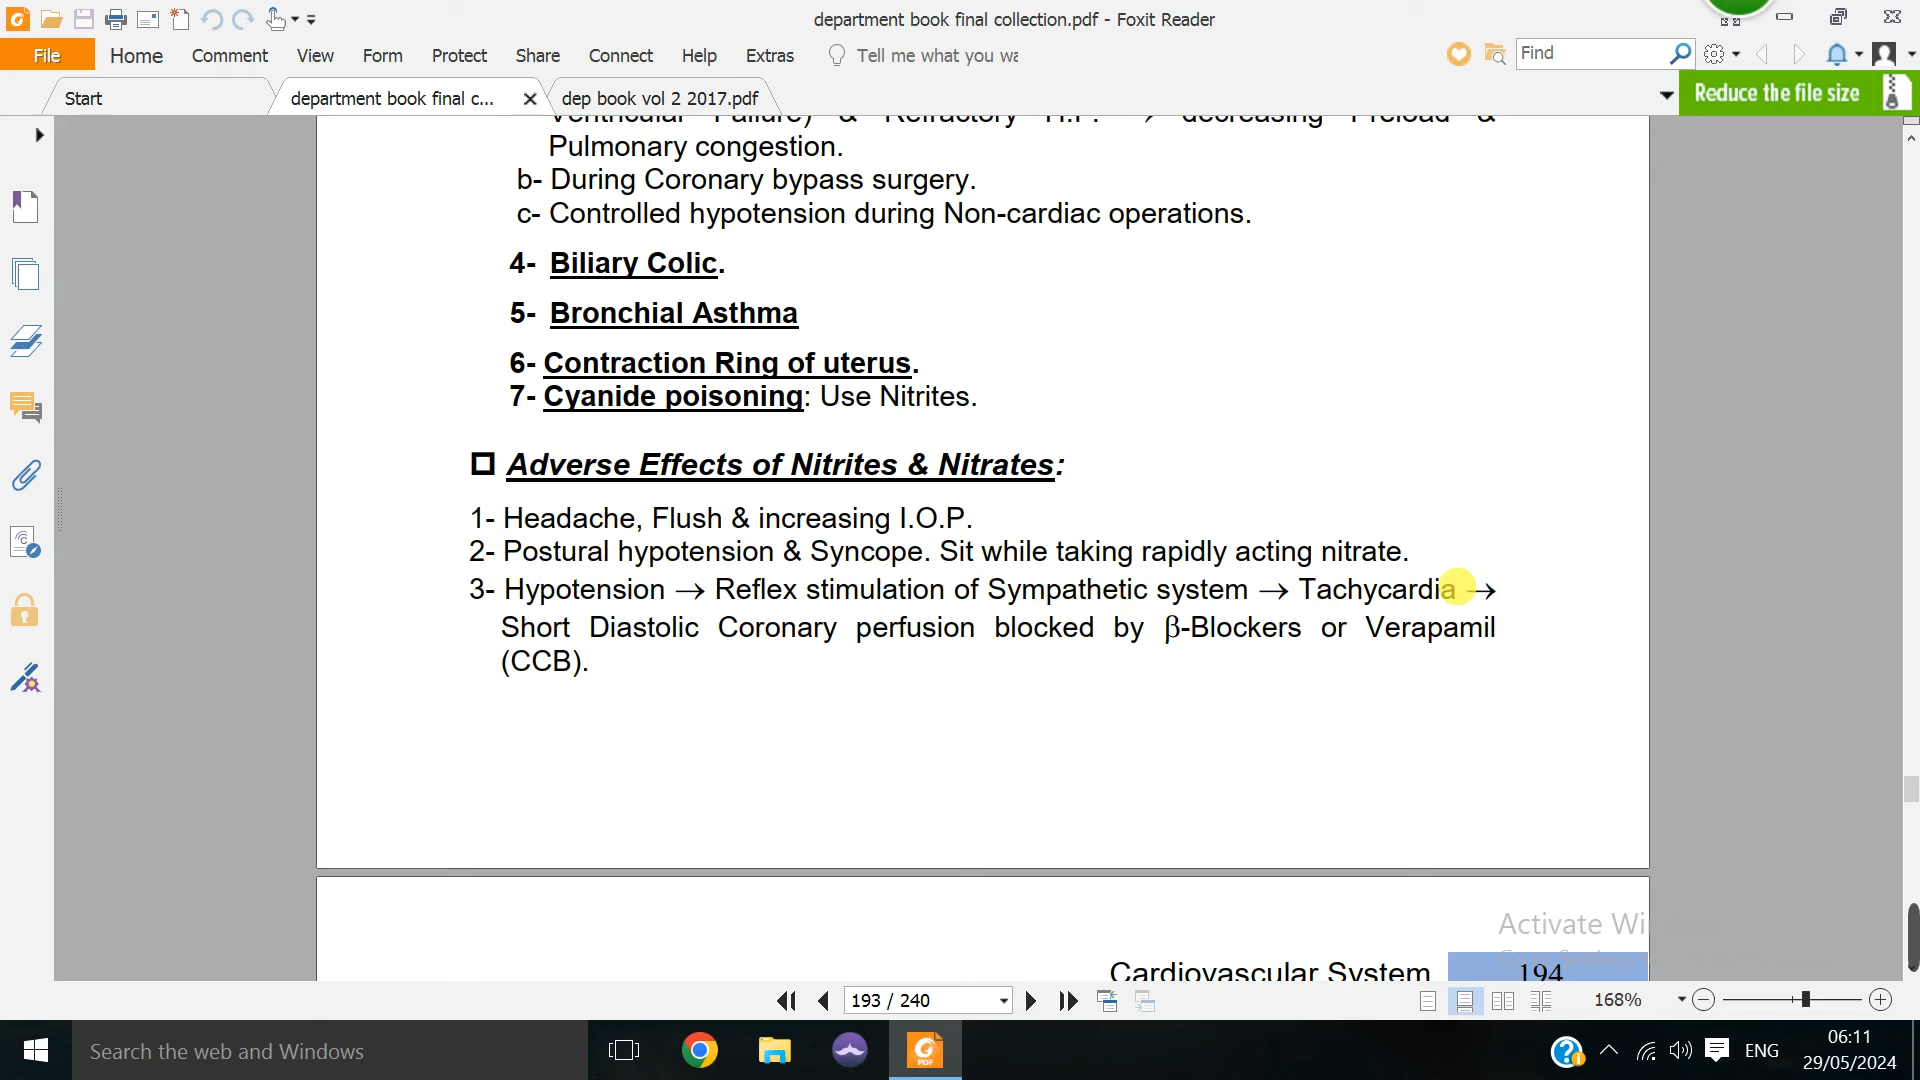 department book final collection.pdf - Foxit Reader
File Home Comment View Form Protect Share Connect Help Extras Tell me what you wa Find
Start department book final c... dep book vol 2 2017.pdf Reduce the file size
Ventricular Failure) & Refractory H.F. → decreasing Preload &
Pulmonary congestion.
b- During Coronary bypass surgery.
c- Controlled hypotension during Non-cardiac operations.
4- Biliary Colic.
5- Bronchial Asthma
6- Contraction Ring of uterus.
7- Cyanide poisoning: Use Nitrites.
Adverse Effects of Nitrites & Nitrates:
1- Headache, Flush & increasing I.O.P.
2- Postural hypotension & Syncope. Sit while taking rapidly acting nitrate.
3- Hypotension → Reflex stimulation of Sympathetic system → Tachycardia →
Short Diastolic Coronary perfusion blocked by β-Blockers or Verapamil
(CCB).
Activate Wi
Cardiovascular System 194
193 / 240 168%
Search the web and Windows PDF ENG 06:11
29/05/2024